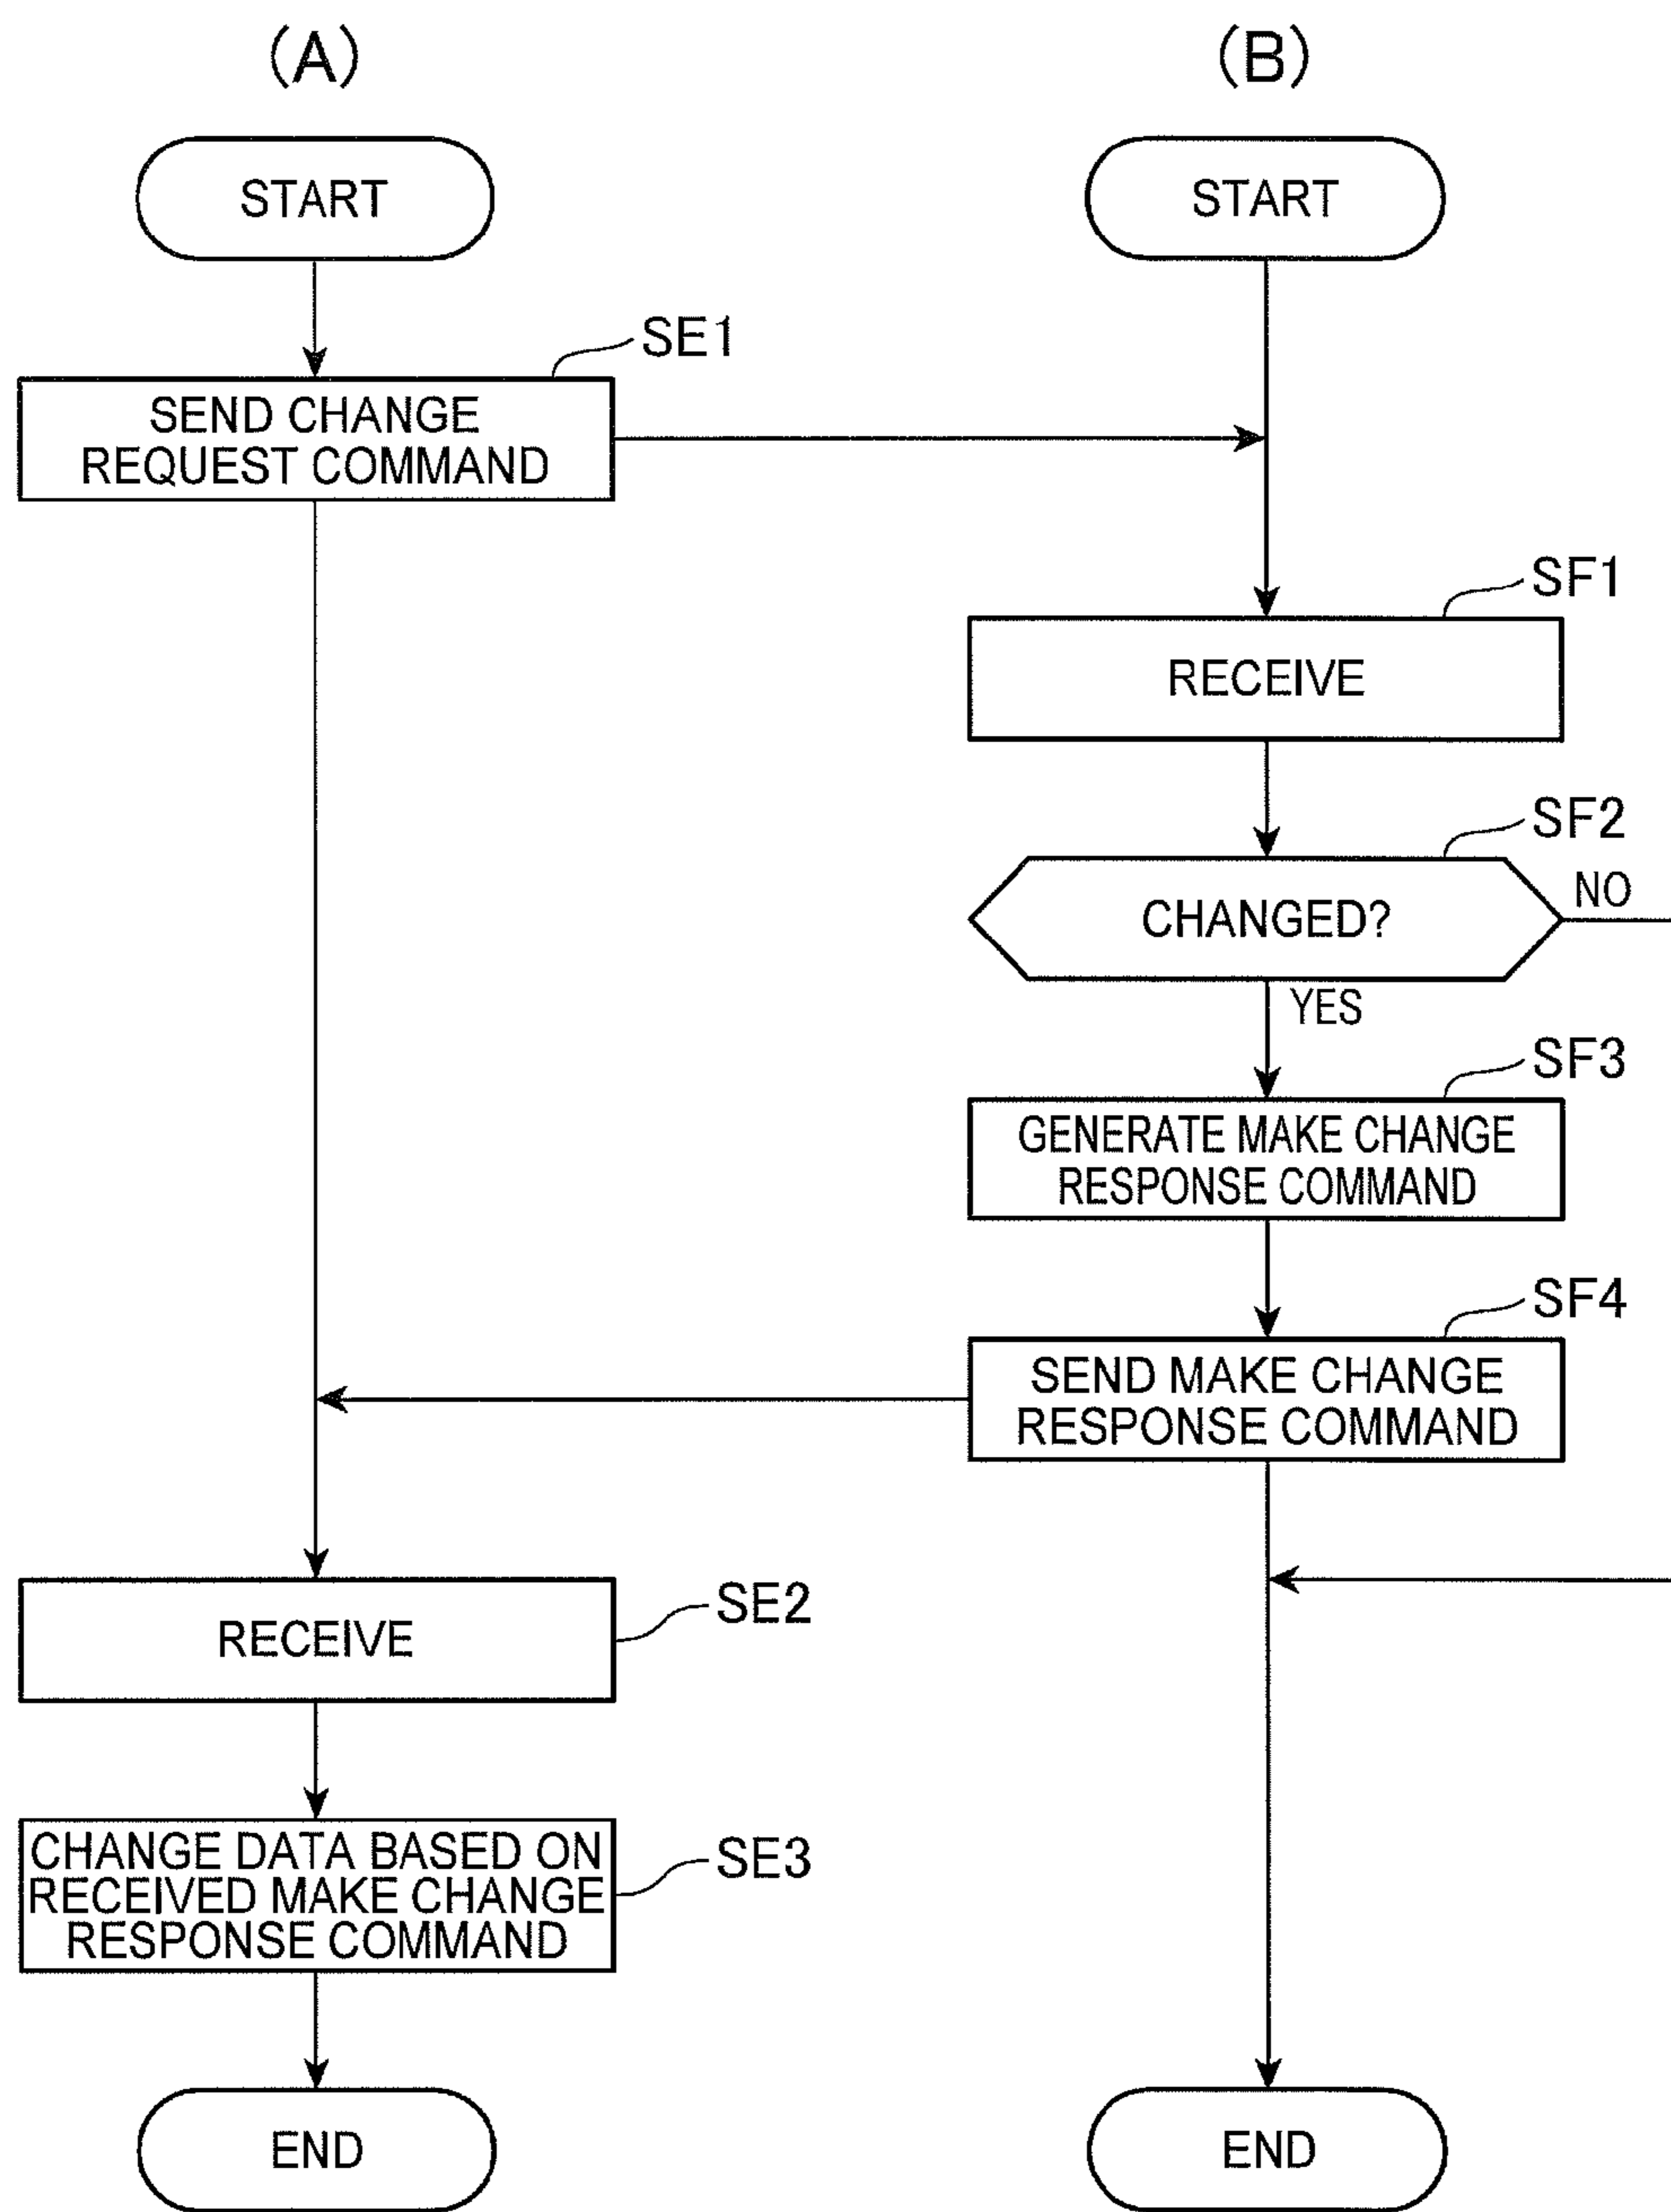 (A)
(B)
START
START
SE1
SEND CHANGE
REQUEST COMMAND
SF1
RECEIVE
SF2
CHANGED?
NO
YES
SF3
GENERATE MAKE CHANGE
RESPONSE COMMAND
SF4
SEND MAKE CHANGE
RESPONSE COMMAND
RECEIVE
SE2
CHANGE DATA BASED ON
RECEIVED MAKE CHANGE
RESPONSE COMMAND
SE3
END
END